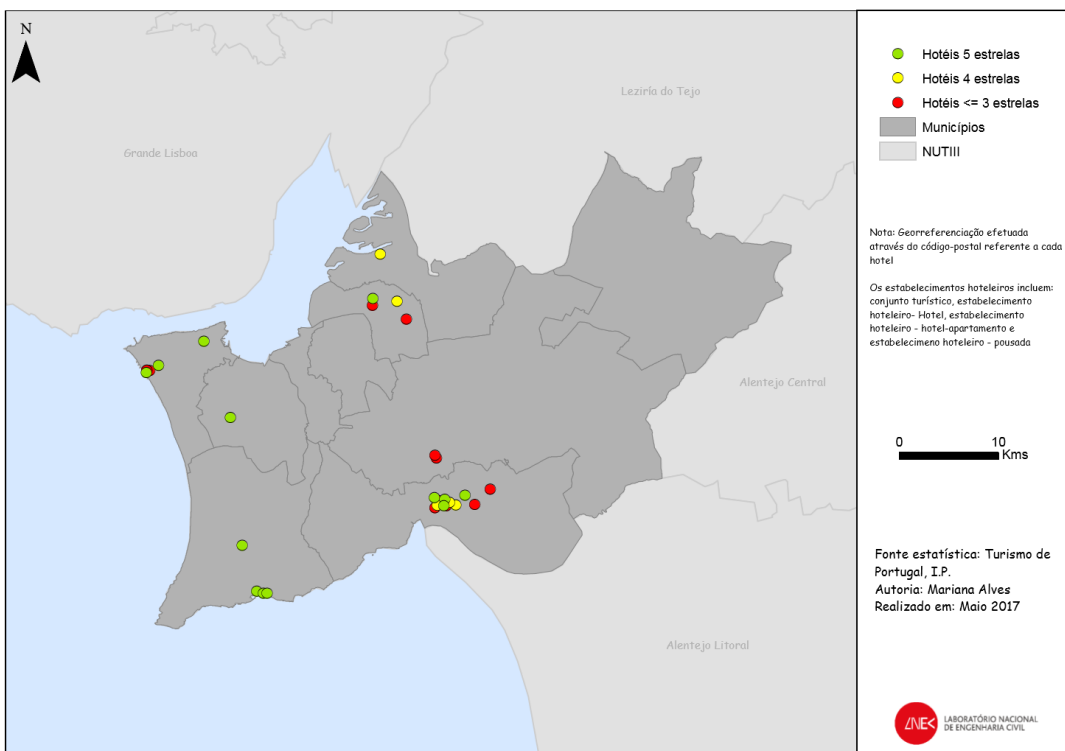 N
Lezíria do Tejo
Grande Lisboa
Alentejo Central
Alentejo Litoral
Hotéis 5 estrelas
Hotéis 4 estrelas
Hotéis <= 3 estrelas
Municípios
NUTIII
Nota: Georreferenciação efetuada
através do código-postal referente a cada
hotel
Os estabelecimentos hoteleiros incluem:
conjunto turístico, estabelecimento
hoteleiro- Hotel, estabelecimento
hoteleiro - hotel-apartamento e
estabelecimeno hoteleiro - pousada
0 10
Kms
Fonte estatística: Turismo de
Portugal, I.P.
Autoria: Mariana Alves
Realizado em: Maio 2017
LNEC
LABORATÓRIO NACIONAL
DE ENGENHARIA CIVIL